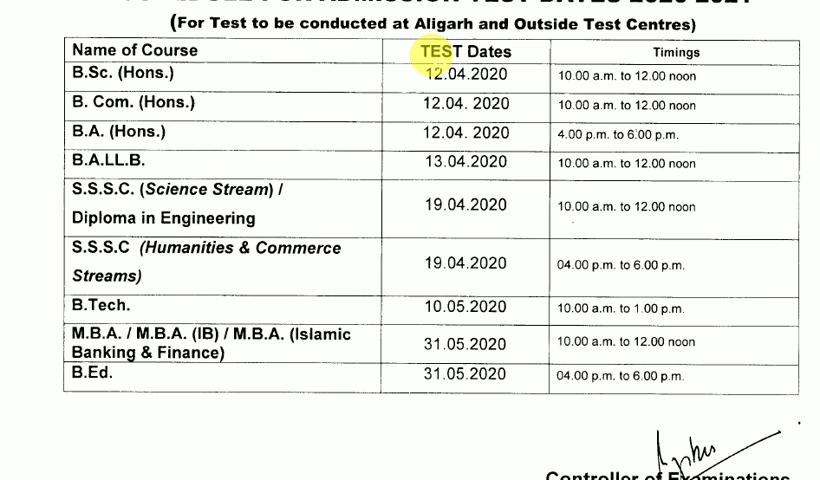 (For Test to be conducted at Aligarh and Outside Test Centres)
Name of Course TEST Dates Timings
B.Sc. (Hons.) 12.04.2020 10.00 a.m. to 12.00 noon
B. Com. (Hons.) 12.04. 2020 10.00 a.m. to 12.00 noon
B.A. (Hons.) 12.04. 2020 4.00 p.m. to 6.00 p.m.
B.A.LL.B. 13.04.2020 10.00 a.m. to 12.00 noon
S.S.S.C. (Science Stream) /
Diploma in Engineering 19.04.2020 10.00 a.m. to 12.00 noon
S.S.S.C (Humanities & Commerce
Streams) 19.04.2020 04.00 p.m. to 6.00 p.m.
B.Tech. 10.05.2020 10.00 a.m. to 1.00 p.m.
M.B.A. / M.B.A. (IB) / M.B.A. (Islamic
Banking & Finance) 31.05.2020 10.00 a.m. to 12.00 noon
B.Ed. 31.05.2020 04.00 p.m. to 6.00 p.m.
Controller of Examinations